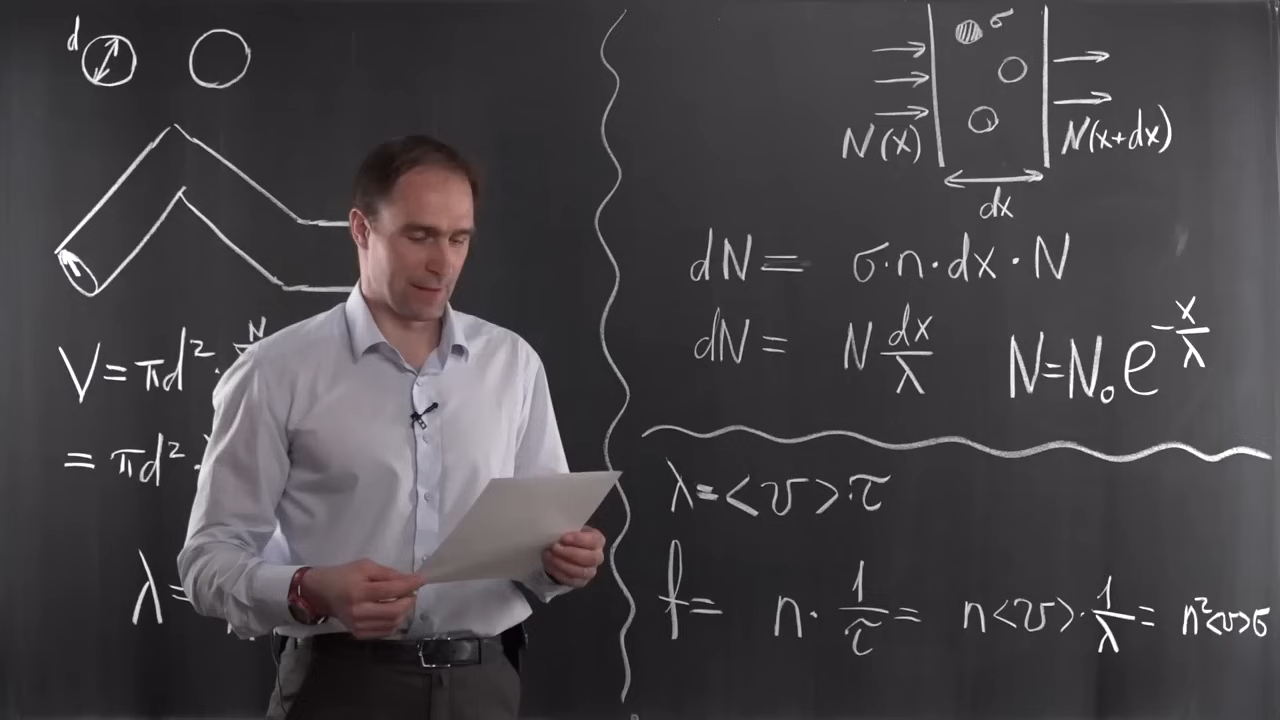 d
V = πd² · N
= πd² ·
λ =
σ
N(x) N(x+dx)
dx
dN = σ·n·dx·N
dN = N dx/λ N=N₀e^(-x/λ)
λ=<v>·τ
f = n · 1/τ = n<v>·1/λ = n²<v>σ